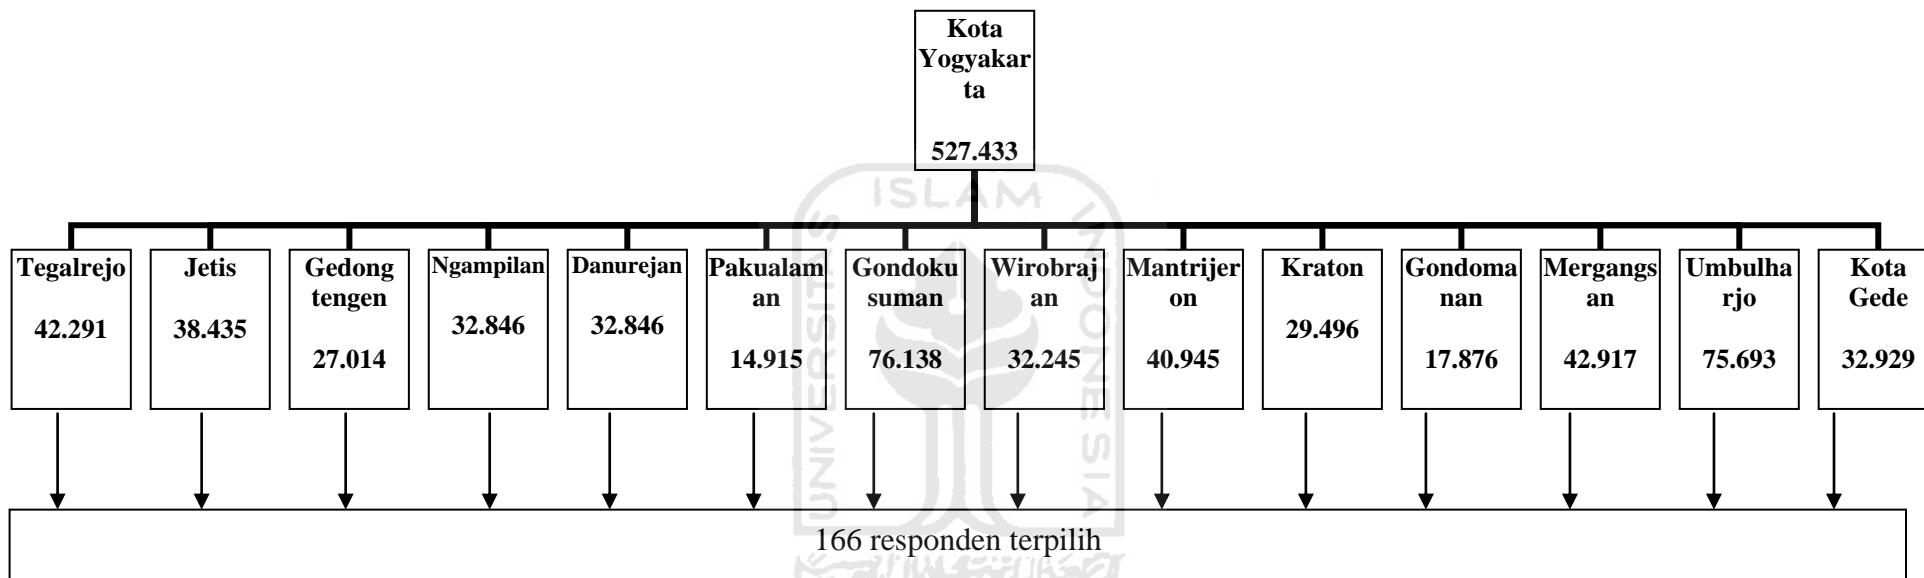 Kota
Yogyakar
ta
527.433
Tegalrejo
42.291
Jetis
38.435
Gedong
tengen
27.014
Ngampilan
32.846
Danurejan
32.846
Pakualam
an
14.915
Gondoku
suman
76.138
Wirobraj
an
32.245
Mantrijer
on
40.945
Kraton
29.496
Gondoma
nan
17.876
Mergangs
an
42.917
Umbulha
rjo
75.693
Kota
Gede
32.929
166 responden terpilih
UNIVERSITAS
ISLAM
INDONESIA